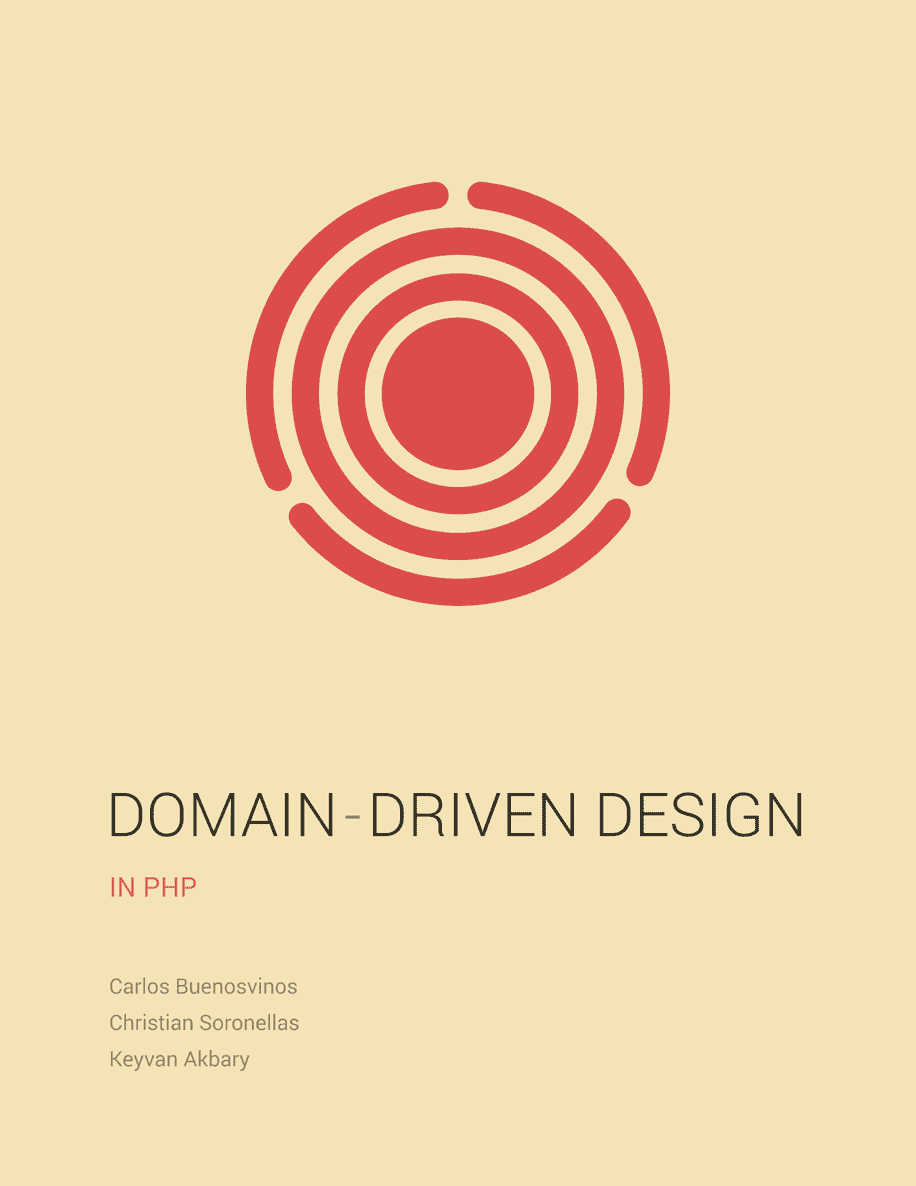 DOMAIN-DRIVEN DESIGN
IN PHP
Carlos Buenosvinos
Christian Soronellas
Keyvan Akbary